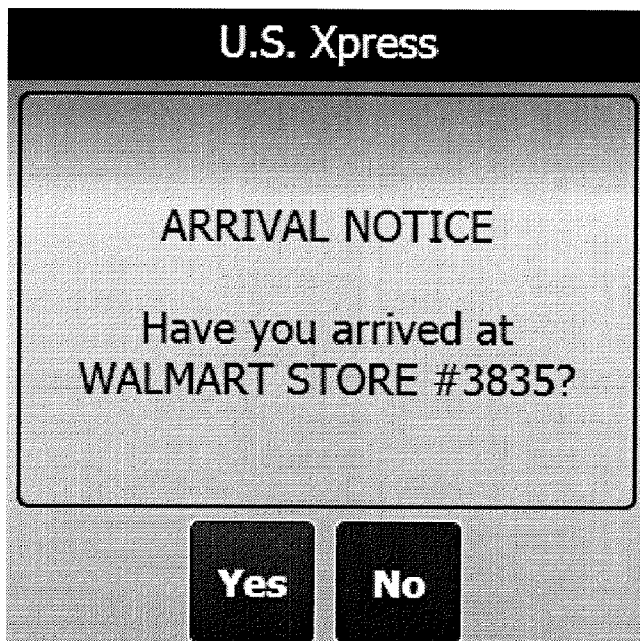 U.S. Xpress
ARRIVAL NOTICE
Have you arrived at
WALMART STORE #3835?
Yes
No